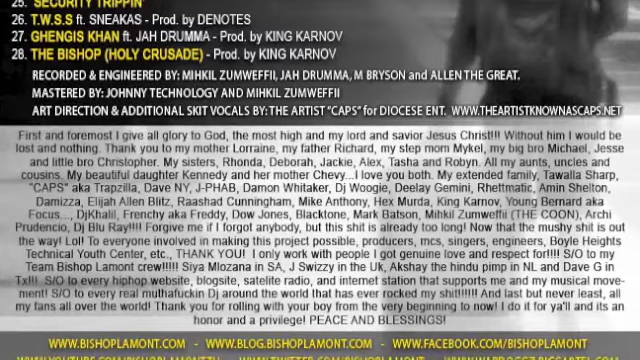 25. 'SECURITY TRIPPIN'
26. T.W.S.S ft. SNEAKAS - Prod. by DENOTES
27. GHENGIS KHAN ft. JAH DRUMMA - Prod. by KING KARNOV
28. THE BISHOP (HOLY CRUSADE) - Prod. by KING KARNOV
RECORDED & ENGINEERED BY: MIHKIL ZUMWEFFII, JAH DRUMMA, M BRYSON and ALLEN THE GREAT.
MASTERED BY: JOHNNY TECHNOLOGY AND MIHKIL ZUMWEFFII
ART DIRECTION & ADDITIONAL SKIT VOCALS BY: THE ARTIST "CAPS" for DIOCESE ENT. WWW.THEARTISTKNOWNASCAPS.NET
First and foremost I give all glory to God, the most high and my lord and savior Jesus Christ!!!! Without him I would be
lost and nothing. Thank you to my mother Lorraine, my father Richard, my step mom Mykel, my big bro Michael, Jesse
and little bro Christopher. My sisters, Rhonda, Deborah, Jackie, Alex, Tasha and Robyn. All my aunts, uncles and
cousins. My beautiful daughter Kennedy and her mother Chevy...I love you both. My extended family, Tawalla Sharp,
"CAPS" aka Trapzilla, Dave NY, J-PHAB, Damon Whitaker, Dj Woogie, Deelay Gemini, Rhettmatic, Amin Shelton,
Damizza, Elijah Allen Blitz, Raashad Cunningham, Mike Anthony, Hex Murda, King Karnov, Young Bernard aka
Focus..., DjKhalil, Frenchy aka Freddy, Dow Jones, Blacktone, Mark Batson, Mihkil Zumweffii (THE COON), Archi
Prudencio, Dj Blu Ray!!!! Forgive me if I forgot anybody, but this shit is already too long! Now that the mushy shit is out
the way! Lol! To everyone involved in making this project possible, producers, mcs, singers, engineers, Boyle Heights
Technical Youth Center, etc., THANK YOU! I only work with people I got genuine love and respect for!!!! S/O to my
Team Bishop Lamont crew!!!!! Siya Mlozana in SA, J Swizzy in the Uk, Akshay the hindu pimp in NL and Dave G in
Tx!!! S/O to every hiphop website, blogsite, satelite radio, and internet station that supports me and my musical move-
ment! S/O to every real muthafuckin Dj around the world that has ever rocked my shit!!!!!! And last but never least, all
my fans all over the world! Thank you for rolling with your boy from the very beginning to now! I do it for ya'll and its an
honor and a privilege! PEACE AND BLESSINGS!
WWW.BISHOPLAMONT.COM - WWW.BLOG.BISHOPLAMONT.COM - WWW.FACEBOOK.COM/BISHOPLAMONT